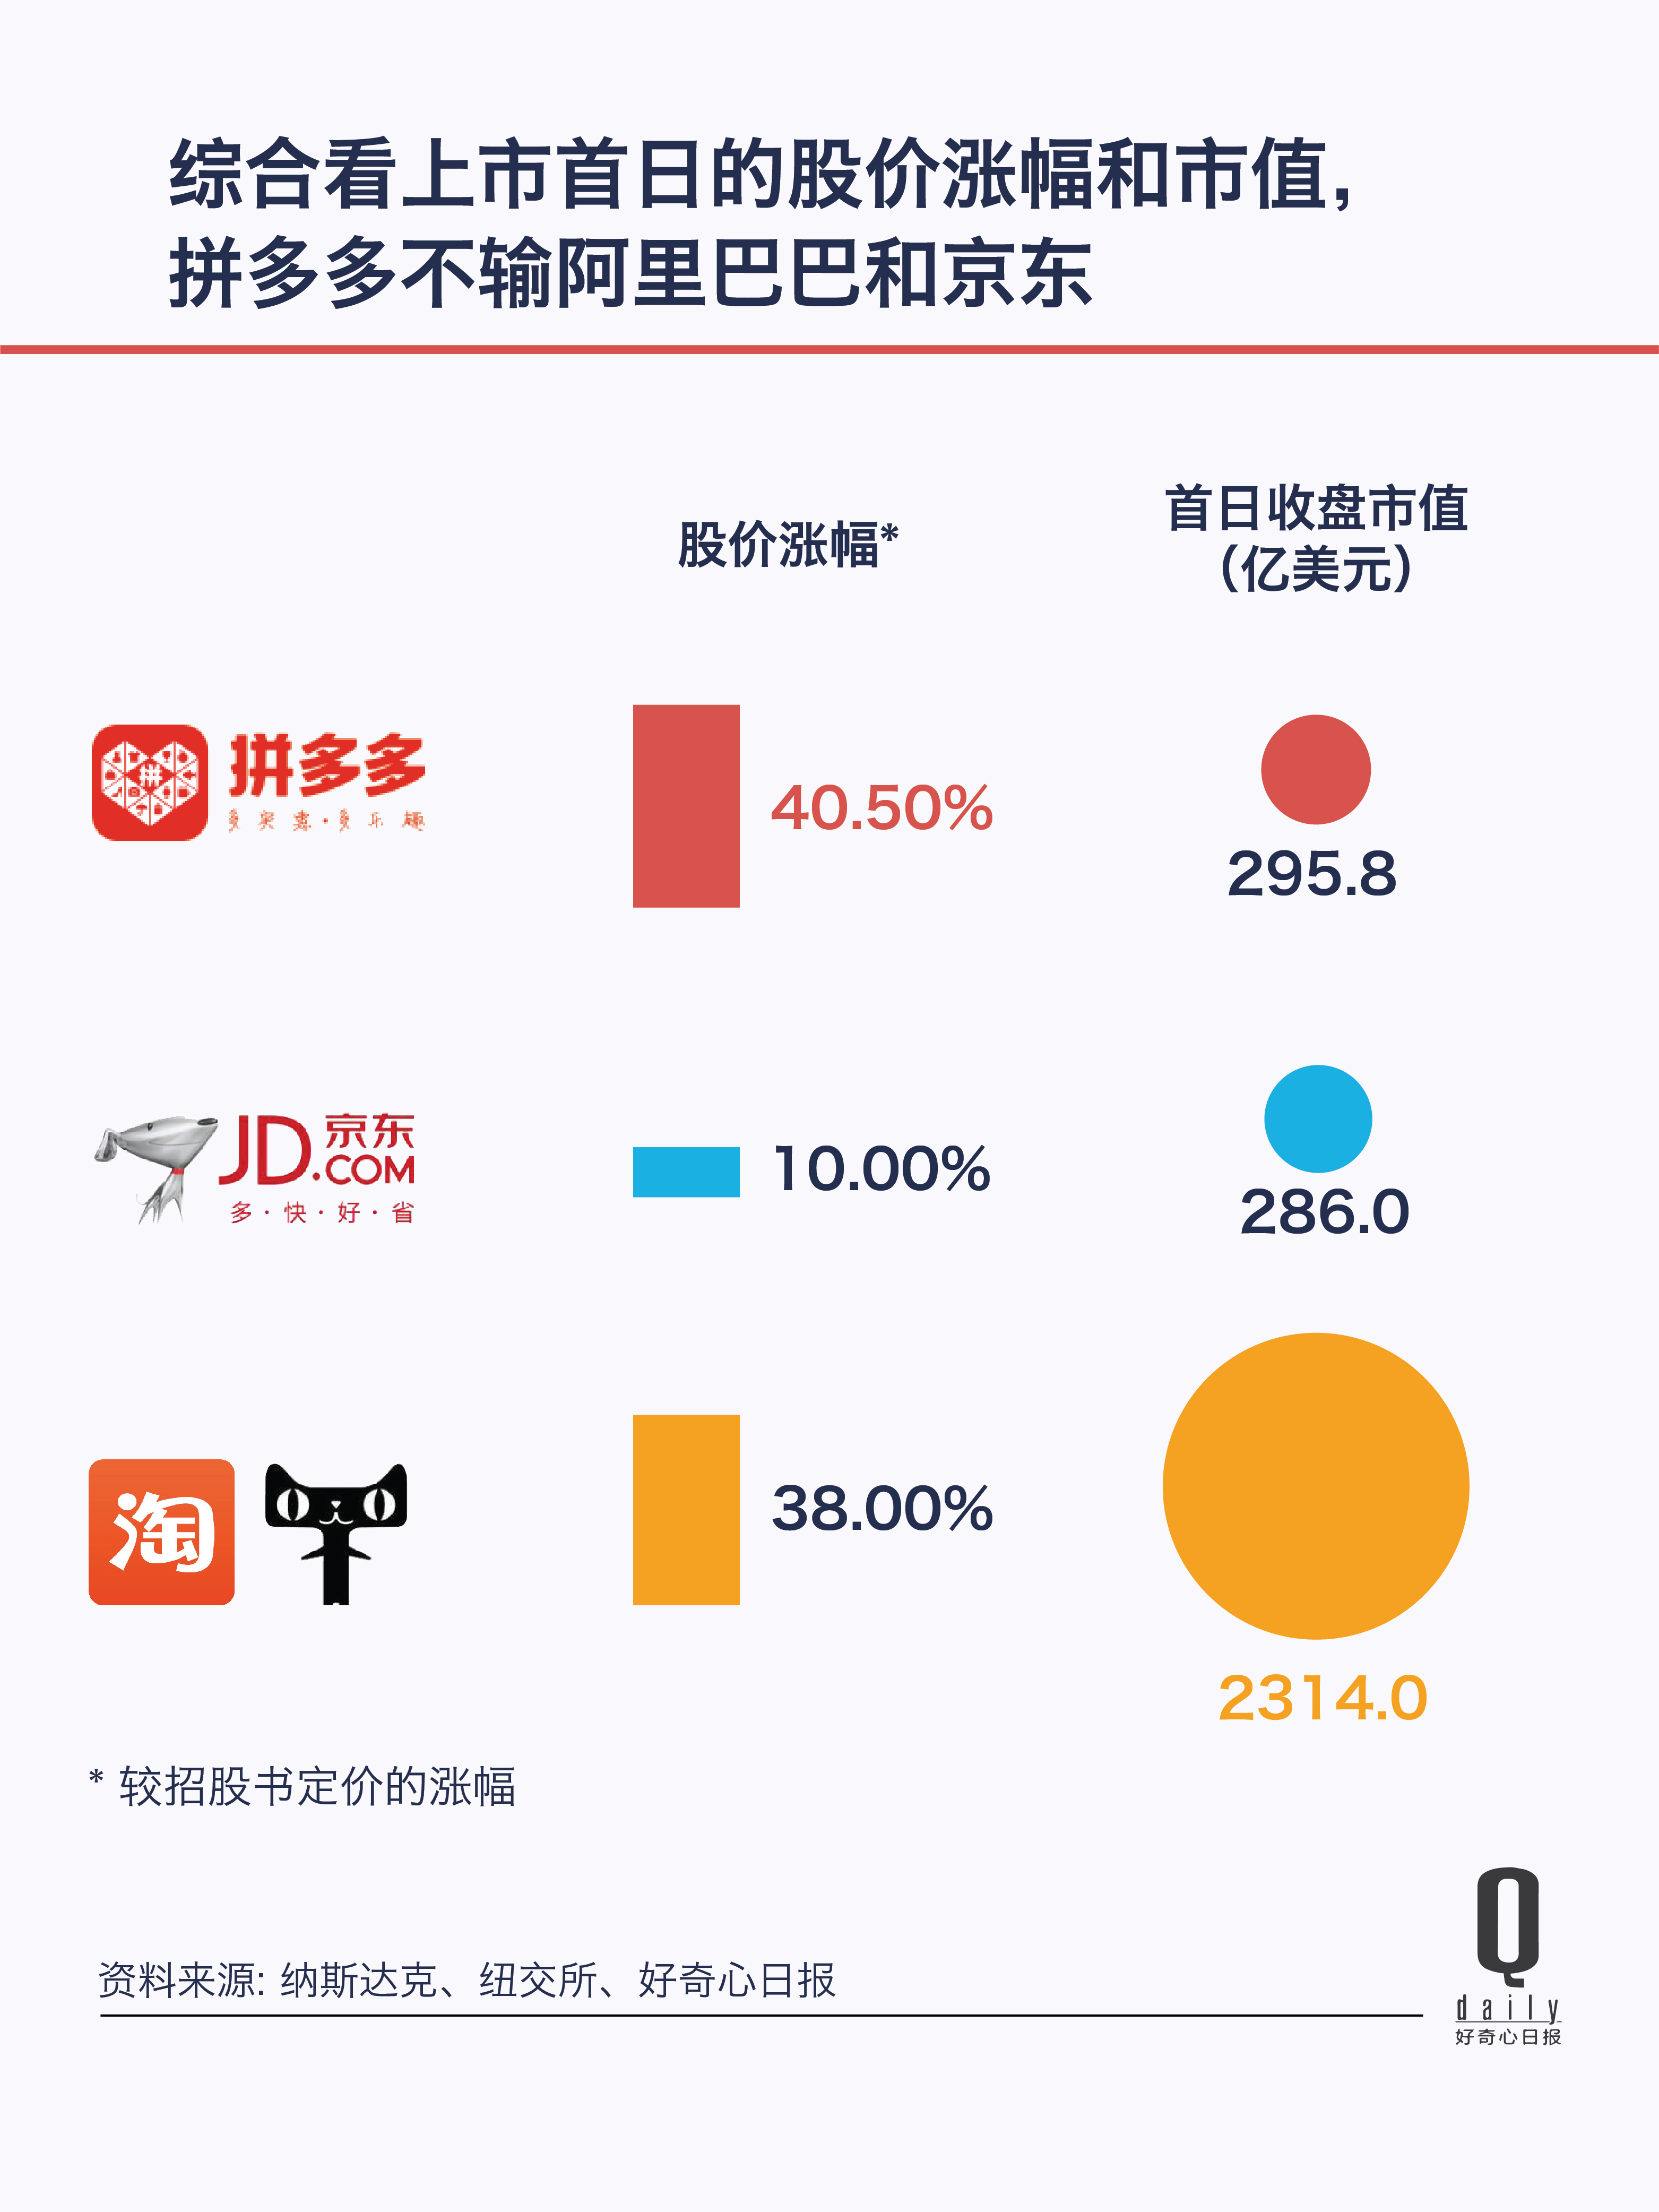 综合看上市首日的股价涨幅和市值，
拼多多不输阿里巴巴和京东
股价涨幅*
首日收盘市值
（亿美元）
拼
拼多多
40.50%
295.8
JD.京东
.COM
多·快·好·省
10.00%
286.0
淘
38.00%
2314.0
* 较招股书定价的涨幅
资料来源: 纳斯达克、纽交所、好奇心日报
Q
daily
好奇心日报